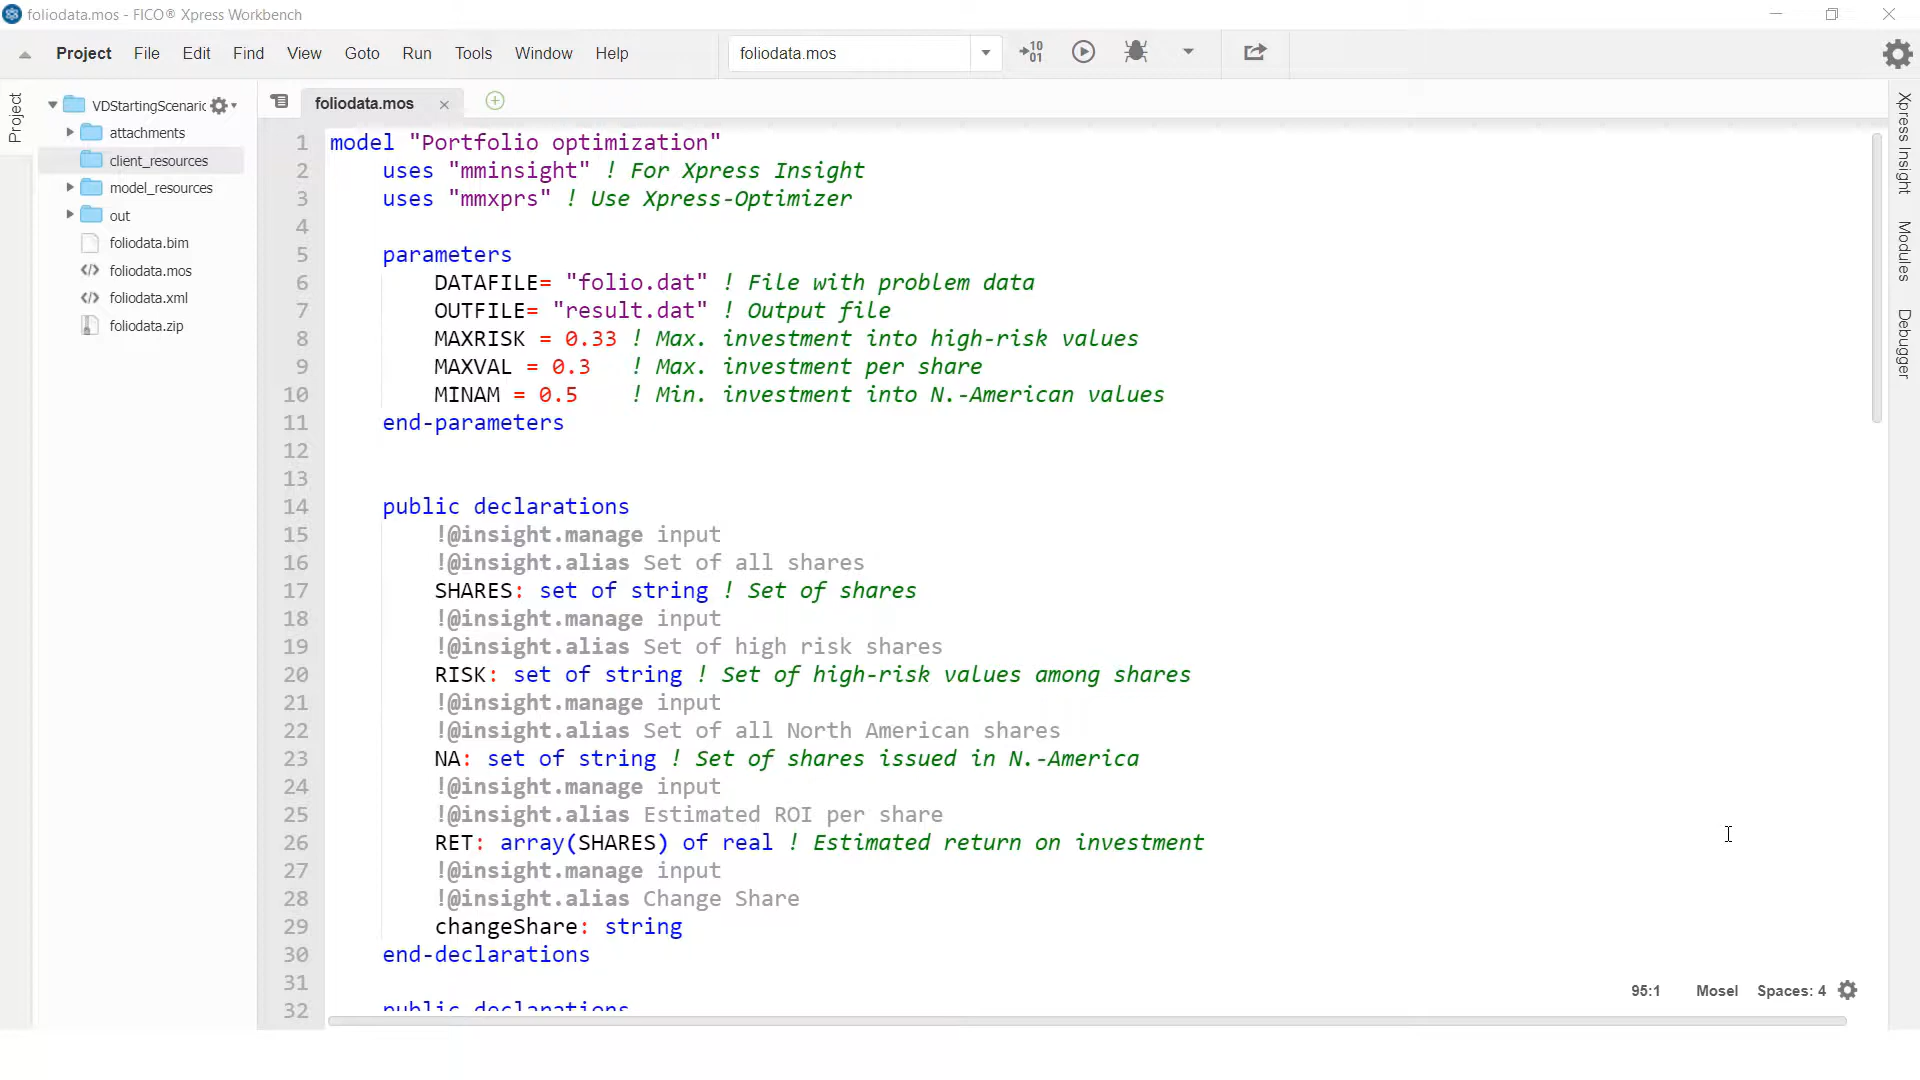 foliodata.mos - FICO® Xpress Workbench
Project File Edit Find View Goto Run Tools Window Help
foliodata.mos
10
01
Project
VDStartingScenaric
attachments
client_resources
model_resources
out
foliodata.bim
foliodata.mos
foliodata.xml
foliodata.zip
foliodata.mos
1 model "Portfolio optimization"
2 uses "mminsight" ! For Xpress Insight
3 uses "mmxprs" ! Use Xpress-Optimizer
4
5 parameters
6 DATAFILE= "folio.dat" ! File with problem data
7 OUTFILE= "result.dat" ! Output file
8 MAXRISK = 0.33 ! Max. investment into high-risk values
9 MAXVAL = 0.3 ! Max. investment per share
10 MINAM = 0.5 ! Min. investment into N.-American values
11 end-parameters
12
13
14 public declarations
15 !@insight.manage input
16 !@insight.alias Set of all shares
17 SHARES: set of string ! Set of shares
18 !@insight.manage input
19 !@insight.alias Set of high risk shares
20 RISK: set of string ! Set of high-risk values among shares
21 !@insight.manage input
22 !@insight.alias Set of all North American shares
23 NA: set of string ! Set of shares issued in N.-America
24 !@insight.manage input
25 !@insight.alias Estimated ROI per share
26 RET: array(SHARES) of real ! Estimated return on investment
27 !@insight.manage input
28 !@insight.alias Change Share
29 changeShare: string
30 end-declarations
31
32 public declarations
95:1 Mosel Spaces: 4
Xpress Insight
Modules
Debugger